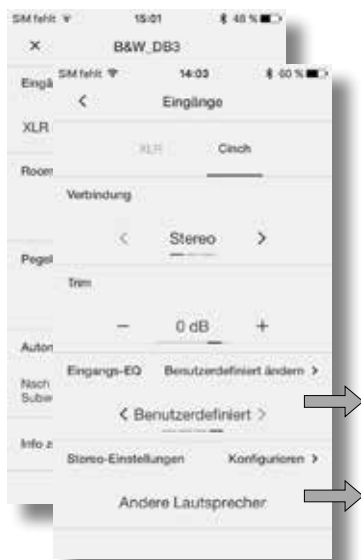 SIM fehlt 15:01 48 %
B&W_DB3
Eingä
XLR
Room
Pegel
Autom
Nach
Subw
Info z
SIM fehlt 14:03 60 %
Eingänge
XLR Cinch
Verbindung
< Stereo >
Trim
− 0 dB +
Eingangs-EQ Benutzerdefiniert ändern >
< Benutzerdefiniert >
Stereo-Einstellungen Konfigurieren >
Andere Lautsprecher